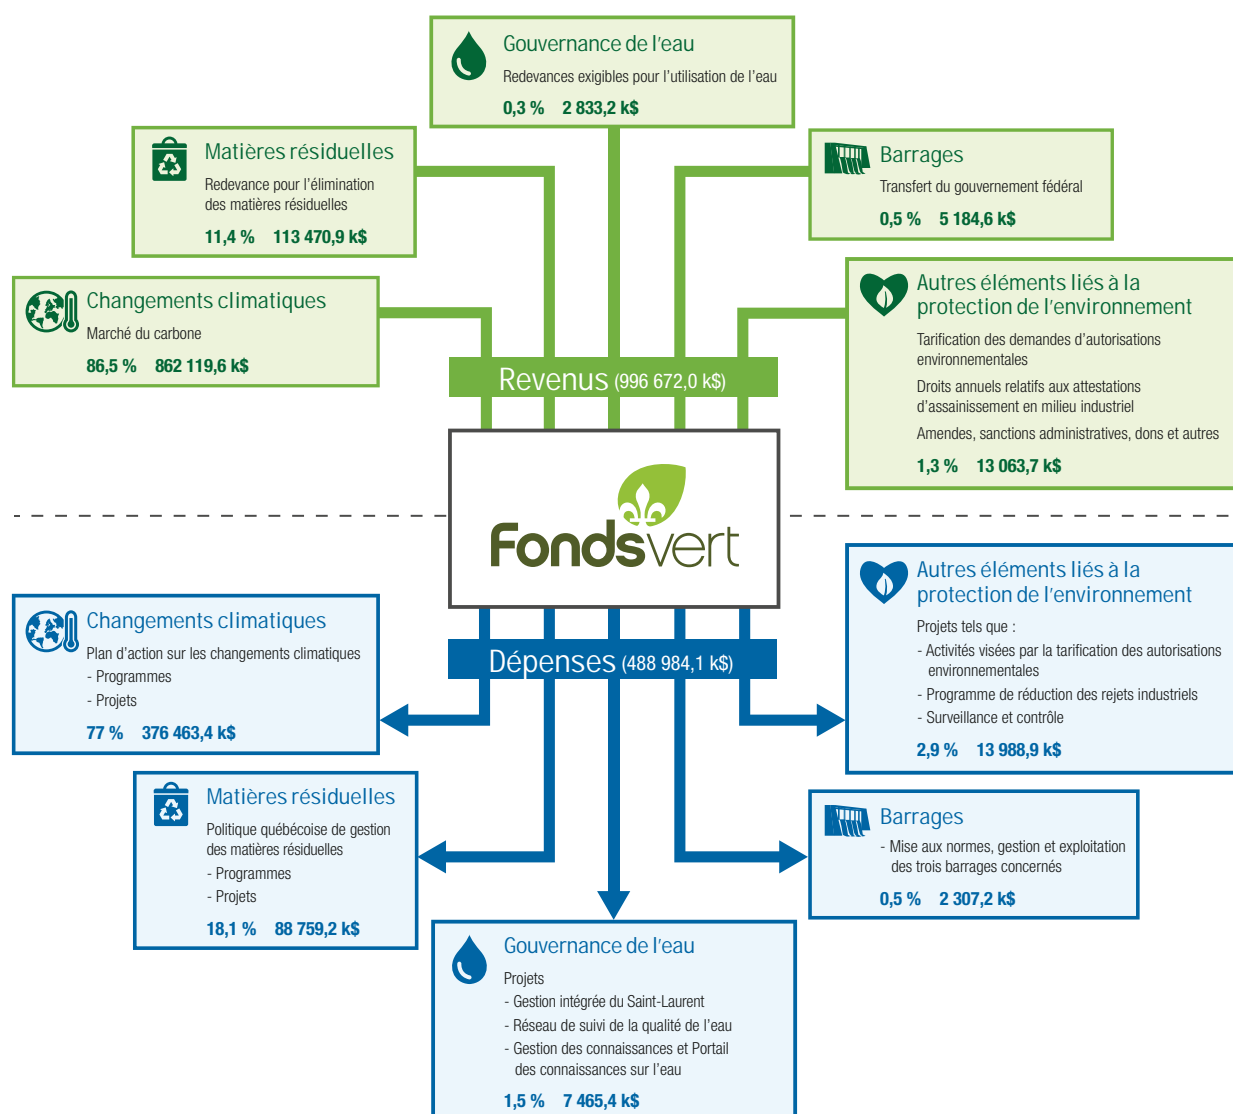 Gouvernance de l'eau
Redevances exigibles pour l'utilisation de l'eau
0,3 % 2 833,2 k$
Matières résiduelles
Redevance pour l'élimination
des matières résiduelles
11,4 % 113 470,9 k$
Barrages
Transfert du gouvernement fédéral
0,5 % 5 184,6 k$
Changements climatiques
Marché du carbone
86,5 % 862 119,6 k$
Autres éléments liés à la
protection de l'environnement
Tarification des demandes d'autorisations
environnementales
Droits annuels relatifs aux attestations
d'assainissement en milieu industriel
Amendes, sanctions administratives, dons et autres
1,3 % 13 063,7 k$
Revenus (996 672,0 k$)
Fondsvert
Dépenses (488 984,1 k$)
Changements climatiques
Plan d'action sur les changements climatiques
- Programmes
- Projets
77 % 376 463,4 k$
Autres éléments liés à la
protection de l'environnement
Projets tels que :
- Activités visées par la tarification des autorisations
environnementales
- Programme de réduction des rejets industriels
- Surveillance et contrôle
2,9 % 13 988,9 k$
Matières résiduelles
Politique québécoise de gestion
des matières résiduelles
- Programmes
- Projets
18,1 % 88 759,2 k$
Barrages
- Mise aux normes, gestion et exploitation
des trois barrages concernés
0,5 % 2 307,2 k$
Gouvernance de l'eau
Projets
- Gestion intégrée du Saint-Laurent
- Réseau de suivi de la qualité de l'eau
- Gestion des connaissances et Portail
des connaissances sur l'eau
1,5 % 7 465,4 k$